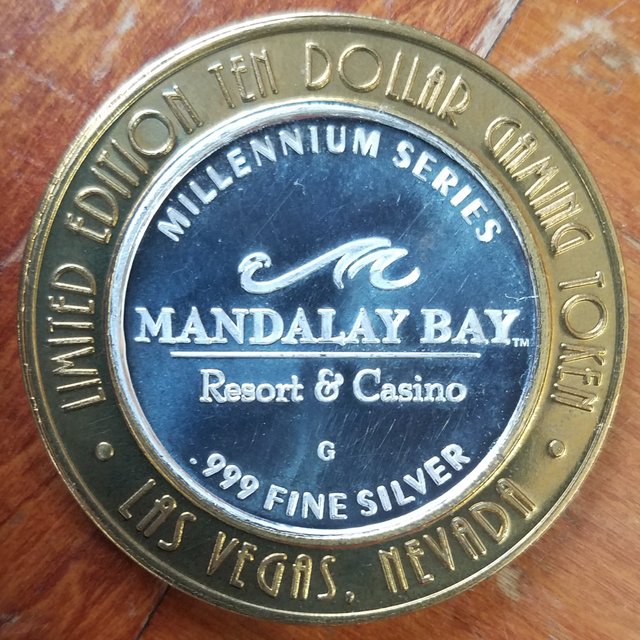 LIMITED EDITION TEN DOLLAR GAMING TOKEN
MILLENNIUM SERIES
MANDALAY BAY™
Resort & Casino
G
.999 FINE SILVER
• LAS VEGAS, NEVADA •